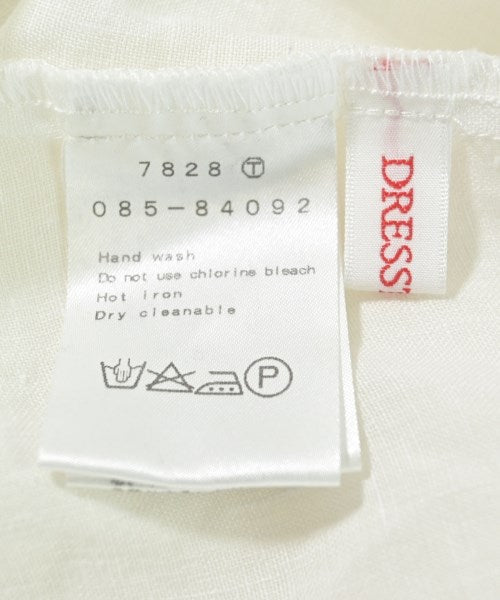 7828 Ⓣ
085-84092
Hand wash
Do not use chlorine bleach
Hot iron
Dry cleanable
P
DRESS